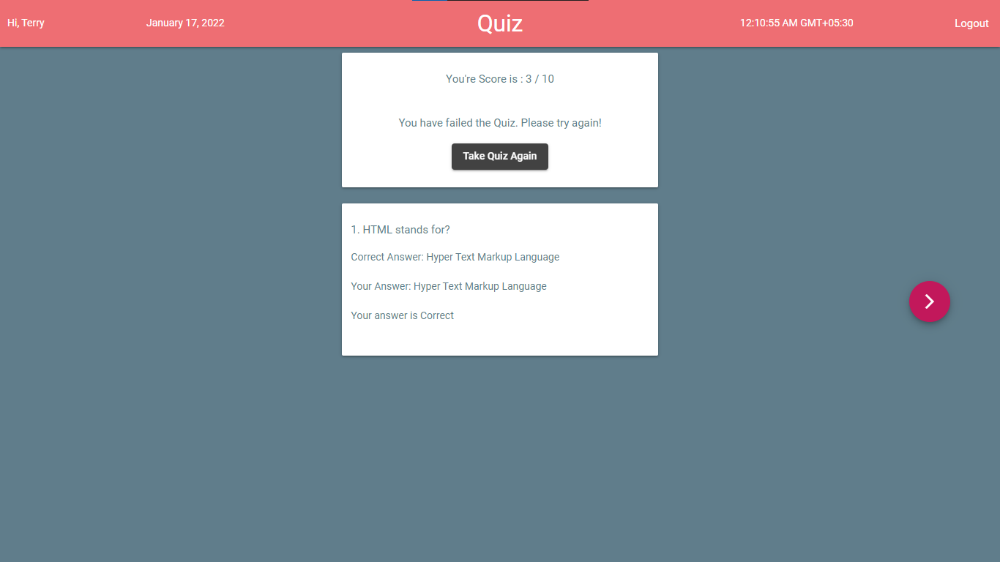 Hi, Terry
January 17, 2022
Quiz
12:10:55 AM GMT+05:30
Logout
You're Score is : 3 / 10
You have failed the Quiz. Please try again!
Take Quiz Again
1. HTML stands for?
Correct Answer: Hyper Text Markup Language
Your Answer: Hyper Text Markup Language
Your answer is Correct